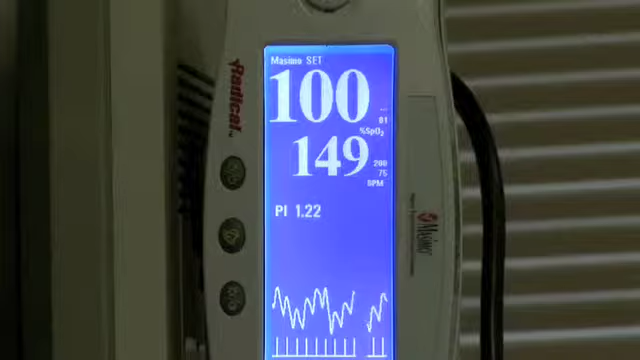 Masimo SET
100
---
81
%SpO₂
149
200
75
BPM
PI 1.22
Radical
MASIMO